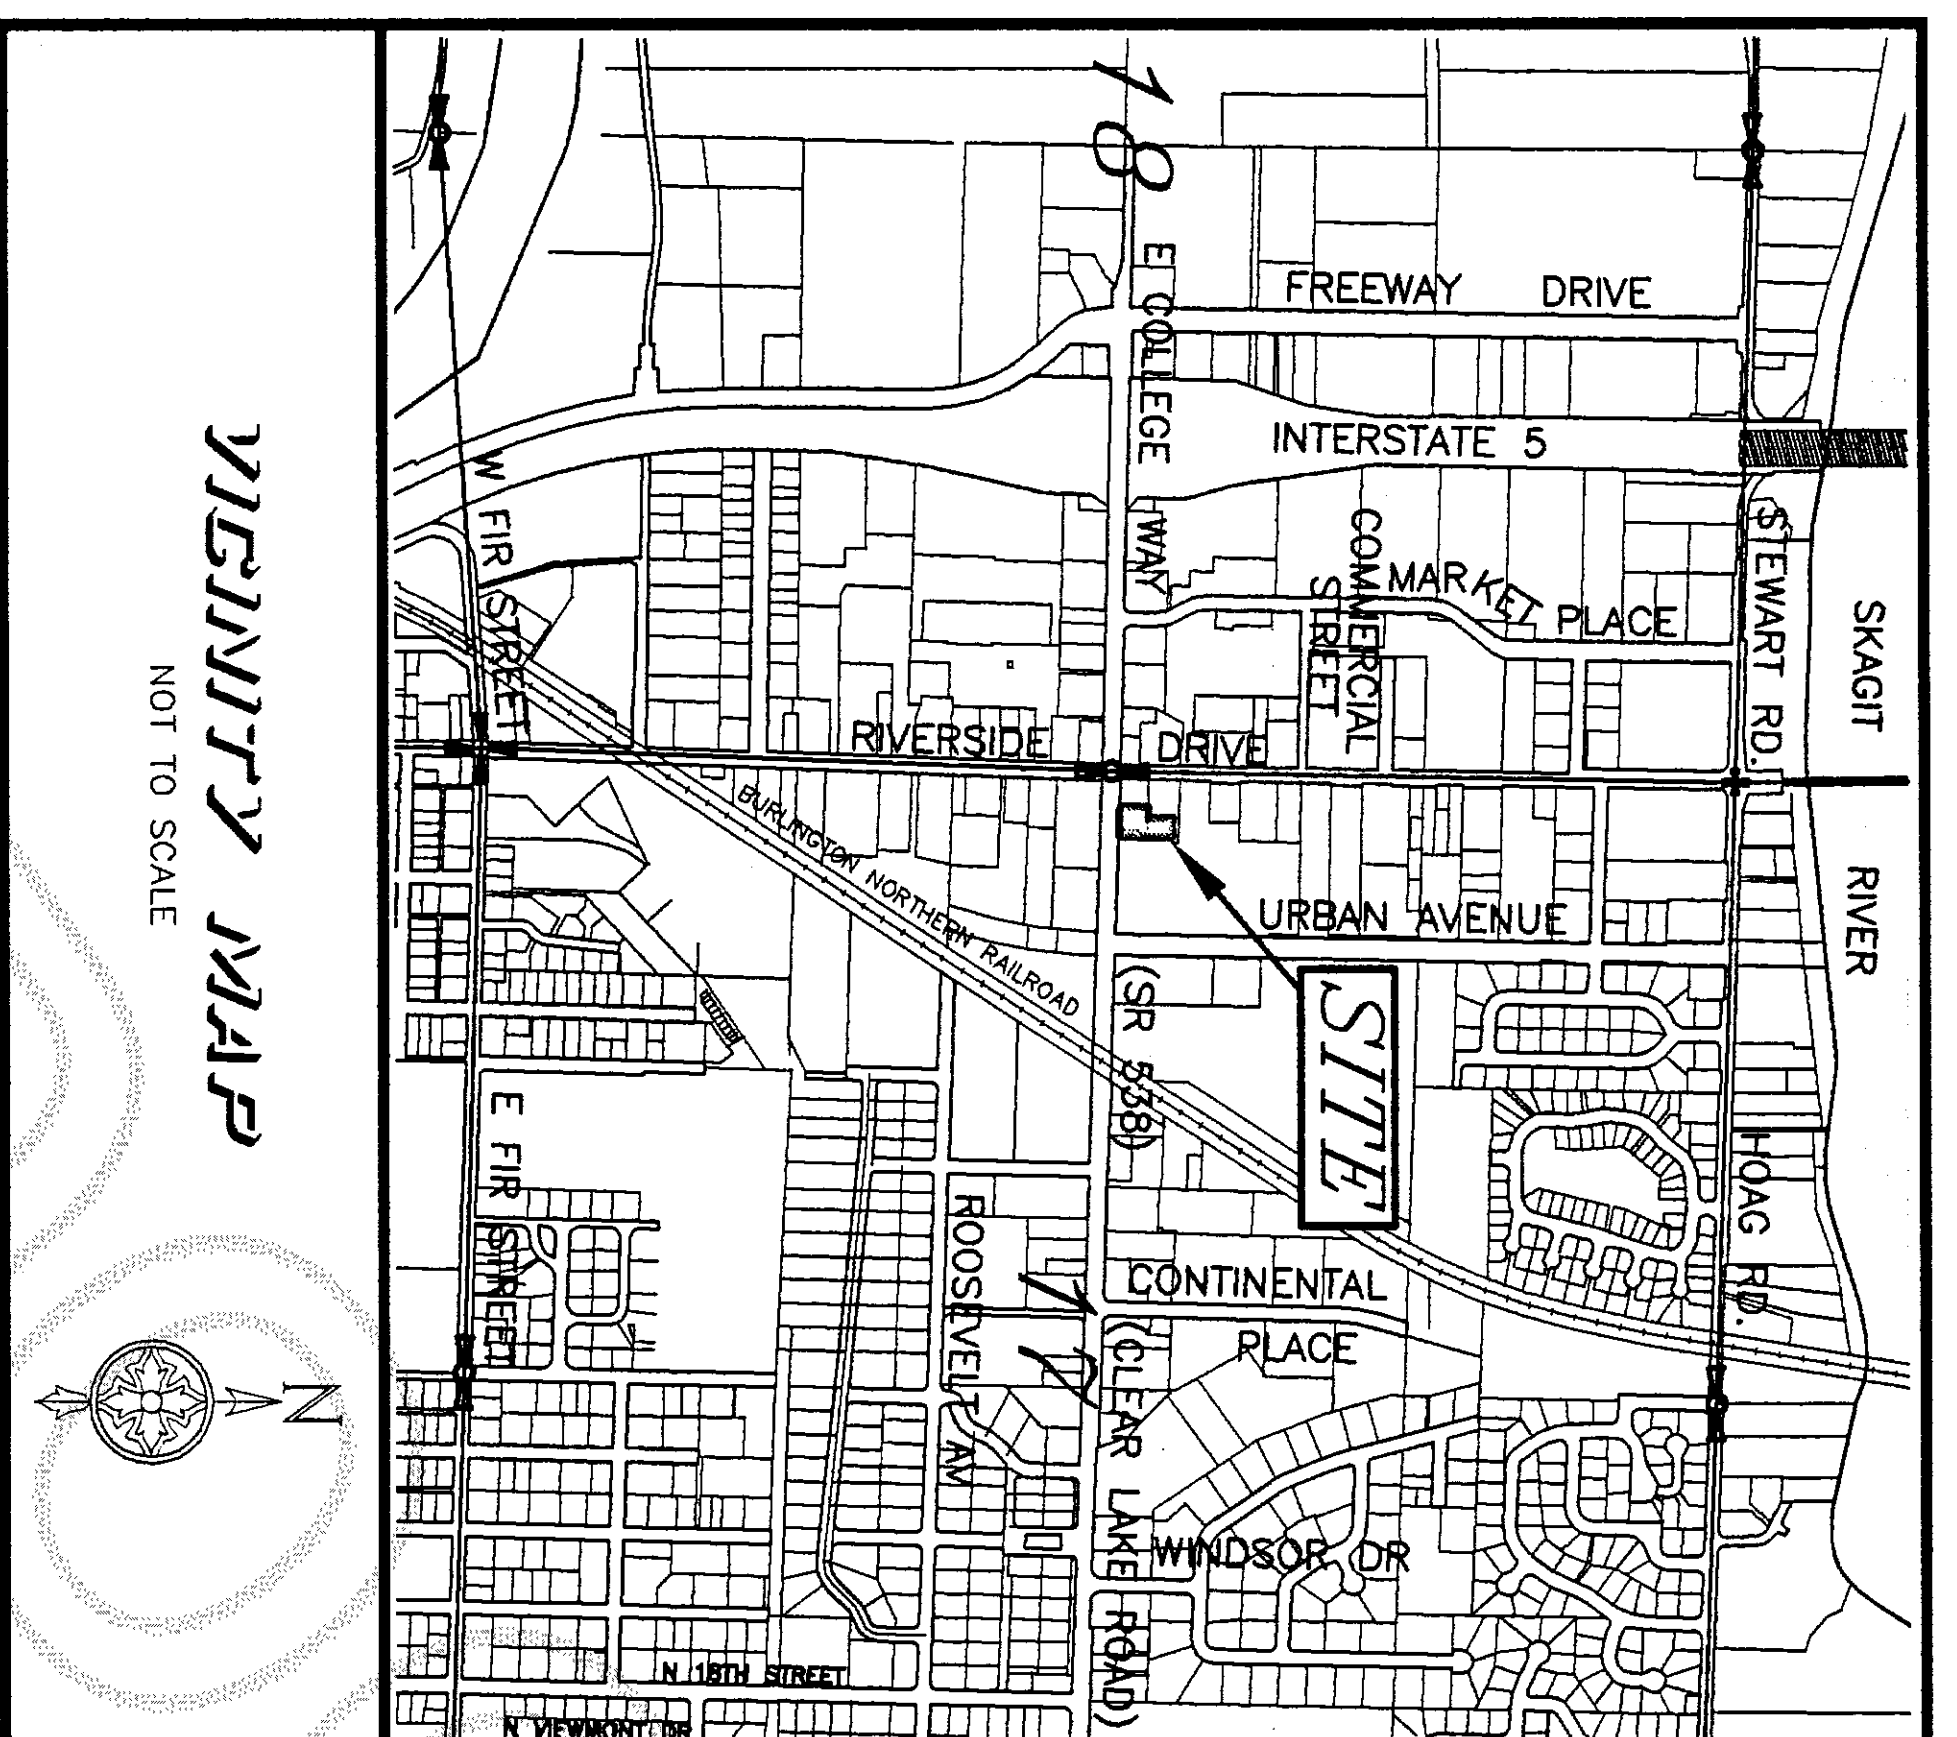 18
E COLLEGE WAY
(SR 538)
(CLEAR LAKE ROAD)
FREEWAY DRIVE
INTERSTATE 5
COMMERCIAL
STREET
MARKET PLACE
STEWART RD.
SKAGIT RIVER
W FIR STREET
RIVERSIDE DRIVE
BURLINGTON NORTHERN RAILROAD
URBAN AVENUE
SITE
HOAG RD.
E FIR STREET
ROOSEVELT AV
17
CONTINENTAL
PLACE
WINDSOR DR
N 18TH STREET
N VIEWMONT DR
VICINITY MAP
NOT TO SCALE
N